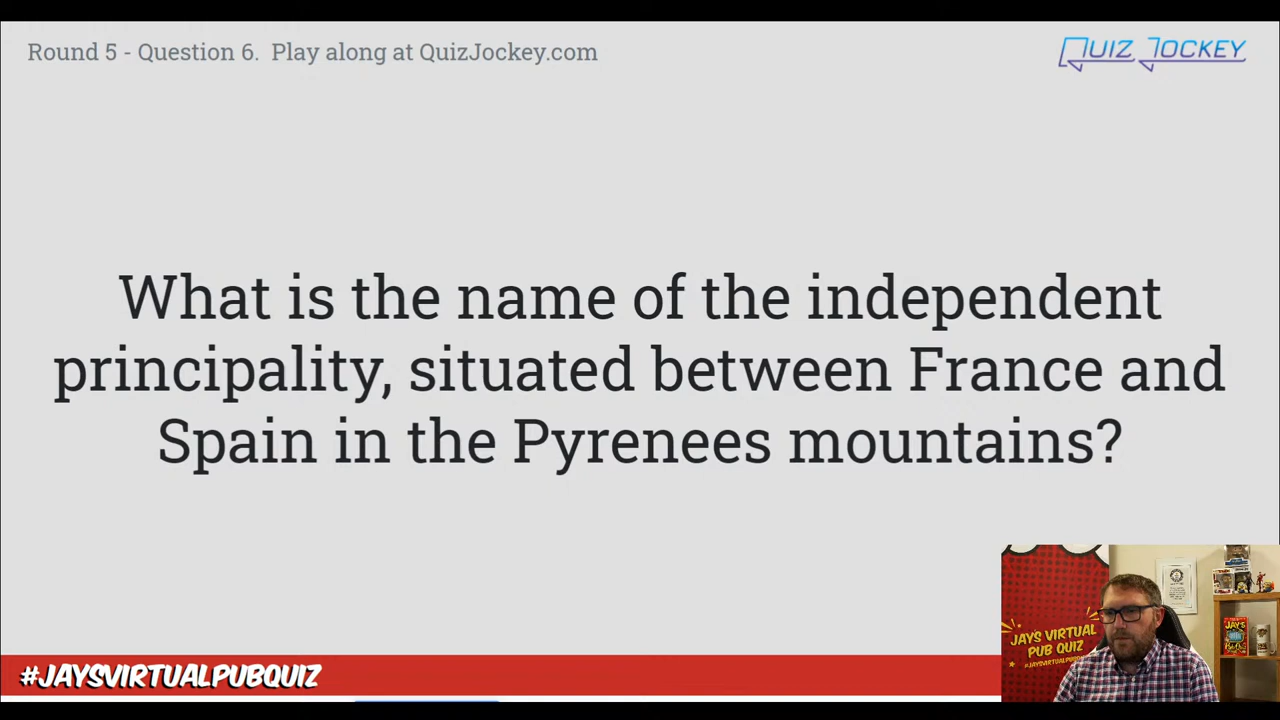 Round 5 - Question 6.  Play along at QuizJockey.com
QUIZ JOCKEY
What is the name of the independent
principality, situated between France and
Spain in the Pyrenees mountains?
JAYS VIRTUAL
PUB QUIZ
JAY'S
#JAYSVIRTUALPUBQUIZ